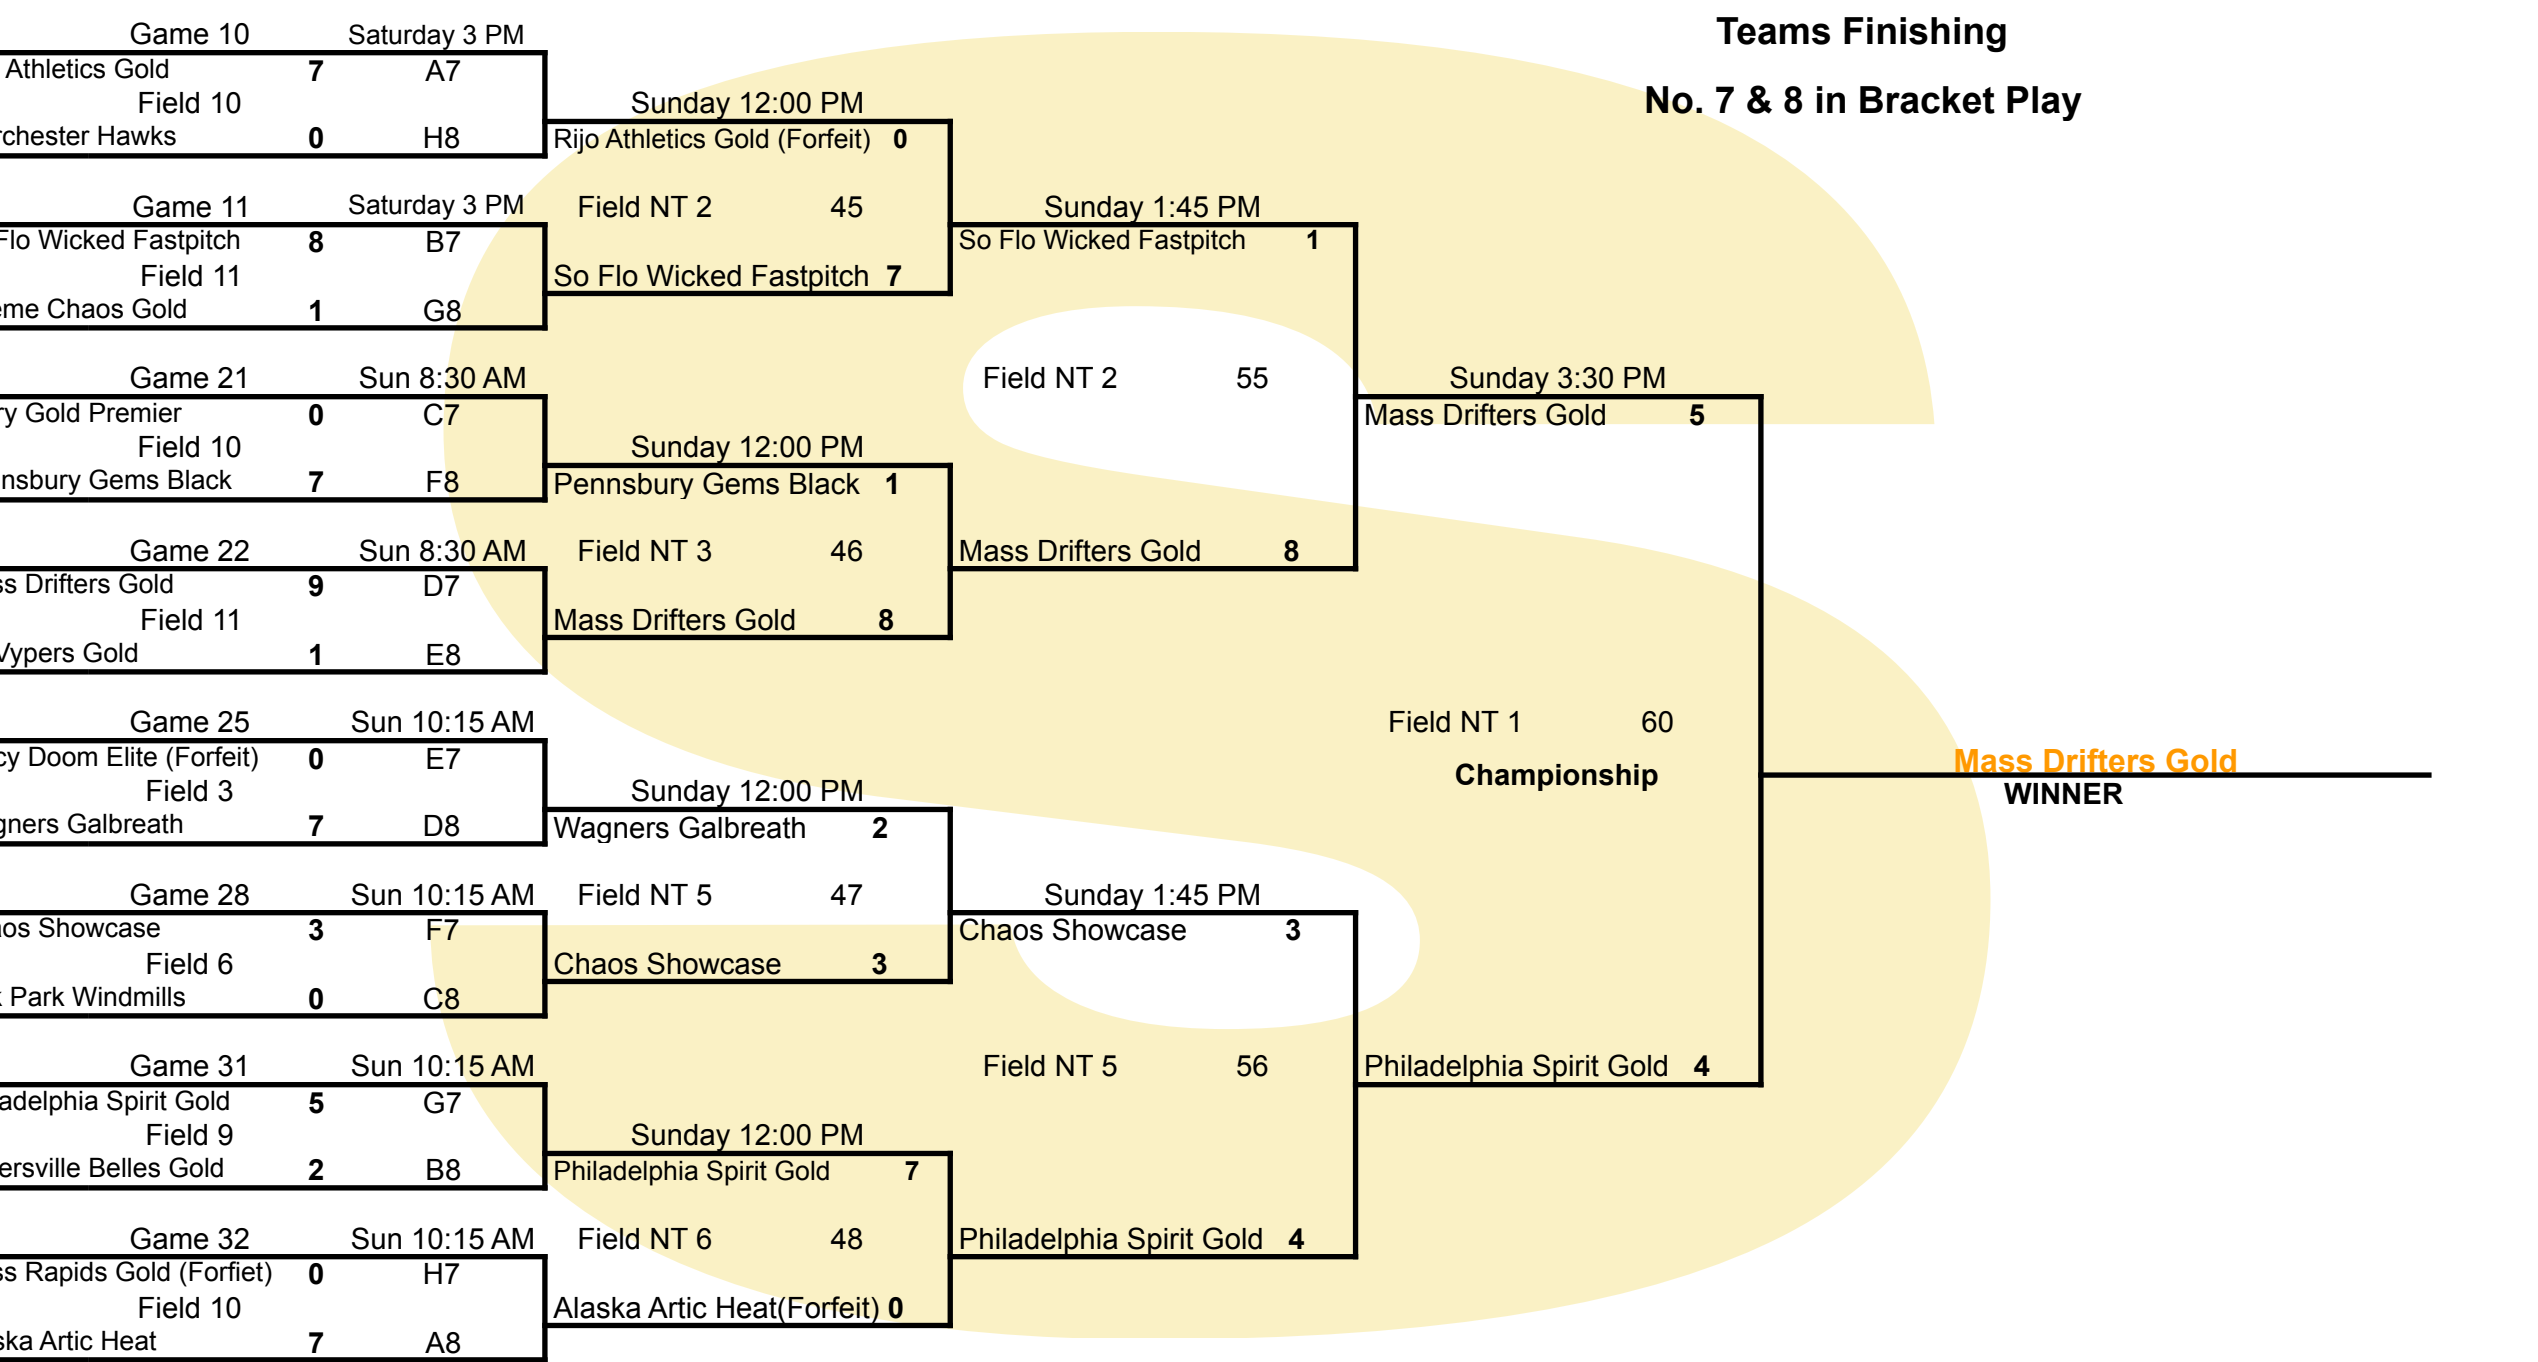 Teams Finishing
No. 7 & 8 in Bracket Play
Game 10 Saturday 3 PM
Athletics Gold 7 A7
Field 10
rchester Hawks 0 H8
Sunday 12:00 PM
Rijo Athletics Gold (Forfeit) 0
Field NT 2 45
So Flo Wicked Fastpitch 7
Game 11 Saturday 3 PM
Flo Wicked Fastpitch 8 B7
Field 11
eme Chaos Gold 1 G8
Sunday 1:45 PM
So Flo Wicked Fastpitch 1
Field NT 2 55
Mass Drifters Gold 8
Game 21 Sun 8:30 AM
ry Gold Premier 0 C7
Field 10
nsbury Gems Black 7 F8
Sunday 12:00 PM
Pennsbury Gems Black 1
Field NT 3 46
Mass Drifters Gold 8
Game 22 Sun 8:30 AM
ss Drifters Gold 9 D7
Field 11
Vypers Gold 1 E8
Sunday 3:30 PM
Mass Drifters Gold 5
Field NT 1 60
Championship
Philadelphia Spirit Gold 4
Mass Drifters Gold
WINNER
Game 25 Sun 10:15 AM
cy Doom Elite (Forfeit) 0 E7
Field 3
gners Galbreath 7 D8
Sunday 12:00 PM
Wagners Galbreath 2
Field NT 5 47
Chaos Showcase 3
Game 28 Sun 10:15 AM
aos Showcase 3 F7
Field 6
k Park Windmills 0 C8
Sunday 1:45 PM
Chaos Showcase 3
Field NT 5 56
Philadelphia Spirit Gold 4
Game 31 Sun 10:15 AM
adelphia Spirit Gold 5 G7
Field 9
ersville Belles Gold 2 B8
Sunday 12:00 PM
Philadelphia Spirit Gold 7
Field NT 6 48
Alaska Artic Heat(Forfeit) 0
Game 32 Sun 10:15 AM
ss Rapids Gold (Forfiet) 0 H7
Field 10
ska Artic Heat 7 A8